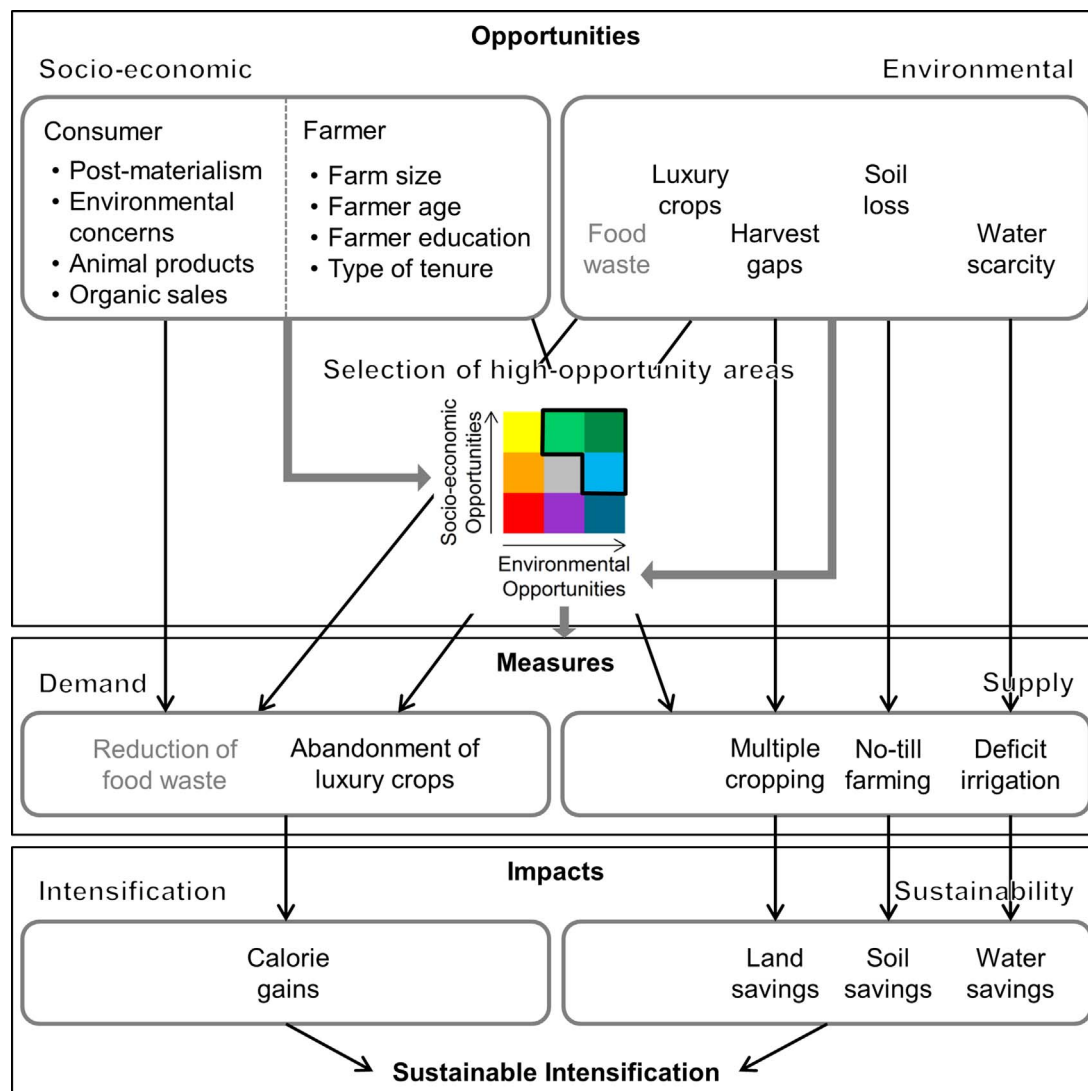 Opportunities
Socio-economic
Environmental
Consumer
• Post-materialism
• Environmental
concerns
• Animal products
• Organic sales
Farmer
• Farm size
• Farmer age
• Farmer education
• Type of tenure
Luxury
crops
Soil
loss
Food
waste
Harvest
gaps
Water
scarcity
Selection of high-opportunity areas
Socio-economic
Opportunities
Environmental
Opportunities
Measures
Demand
Supply
Reduction of
food waste
Abandonment of
luxury crops
Multiple
cropping
No-till
farming
Deficit
irrigation
Impacts
Intensification
Sustainability
Calorie
gains
Land
savings
Soil
savings
Water
savings
Sustainable Intensification